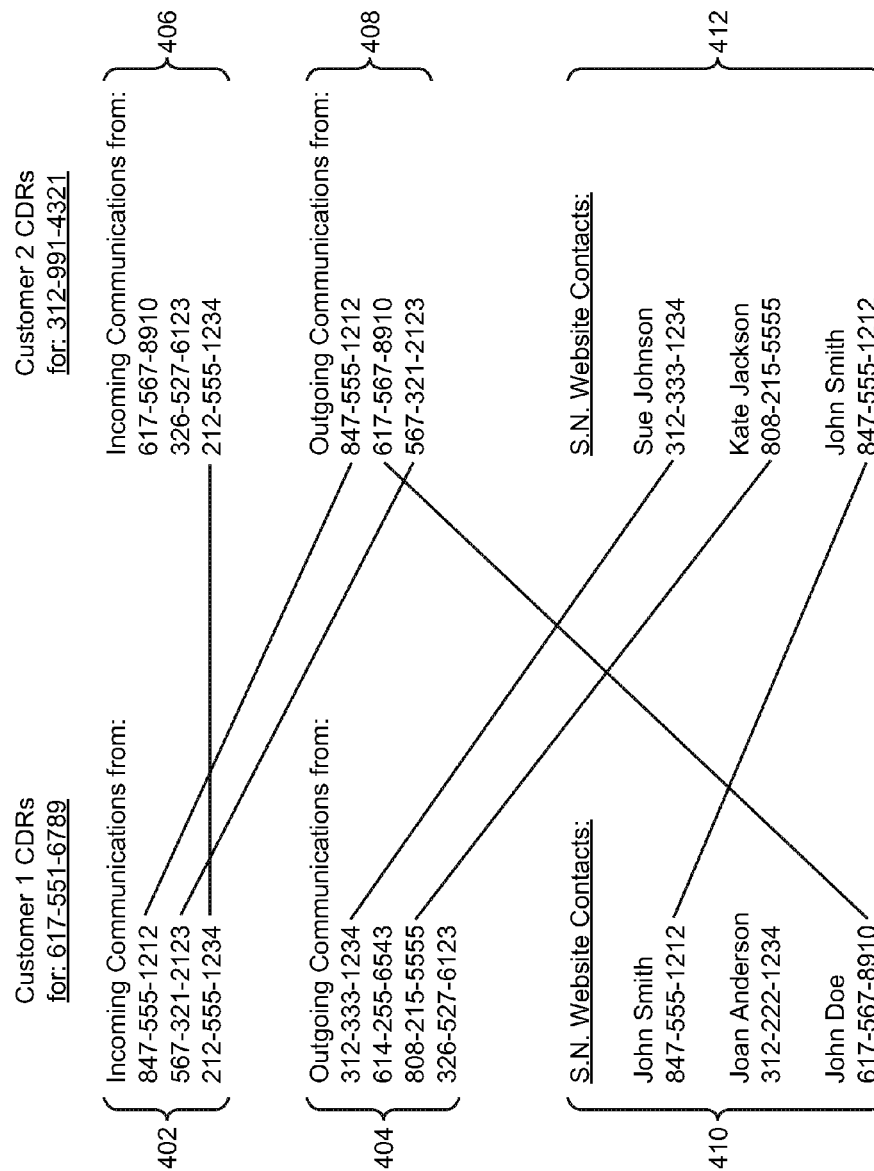 Customer 1 CDRs
for: 617-551-6789
402
Incoming Communications from:
847-555-1212
567-321-2123
212-555-1234
404
Outgoing Communications from:
312-333-1234
614-255-6543
808-215-5555
326-527-6123
410
S.N. Website Contacts:
John Smith
847-555-1212
Joan Anderson
312-222-1234
John Doe
617-567-8910
Customer 2 CDRs
for: 312-991-4321
Incoming Communications from:
617-567-8910
326-527-6123
212-555-1234
406
Outgoing Communications from:
847-555-1212
617-567-8910
567-321-2123
408
S.N. Website Contacts:
Sue Johnson
312-333-1234
Kate Jackson
808-215-5555
John Smith
847-555-1212
412